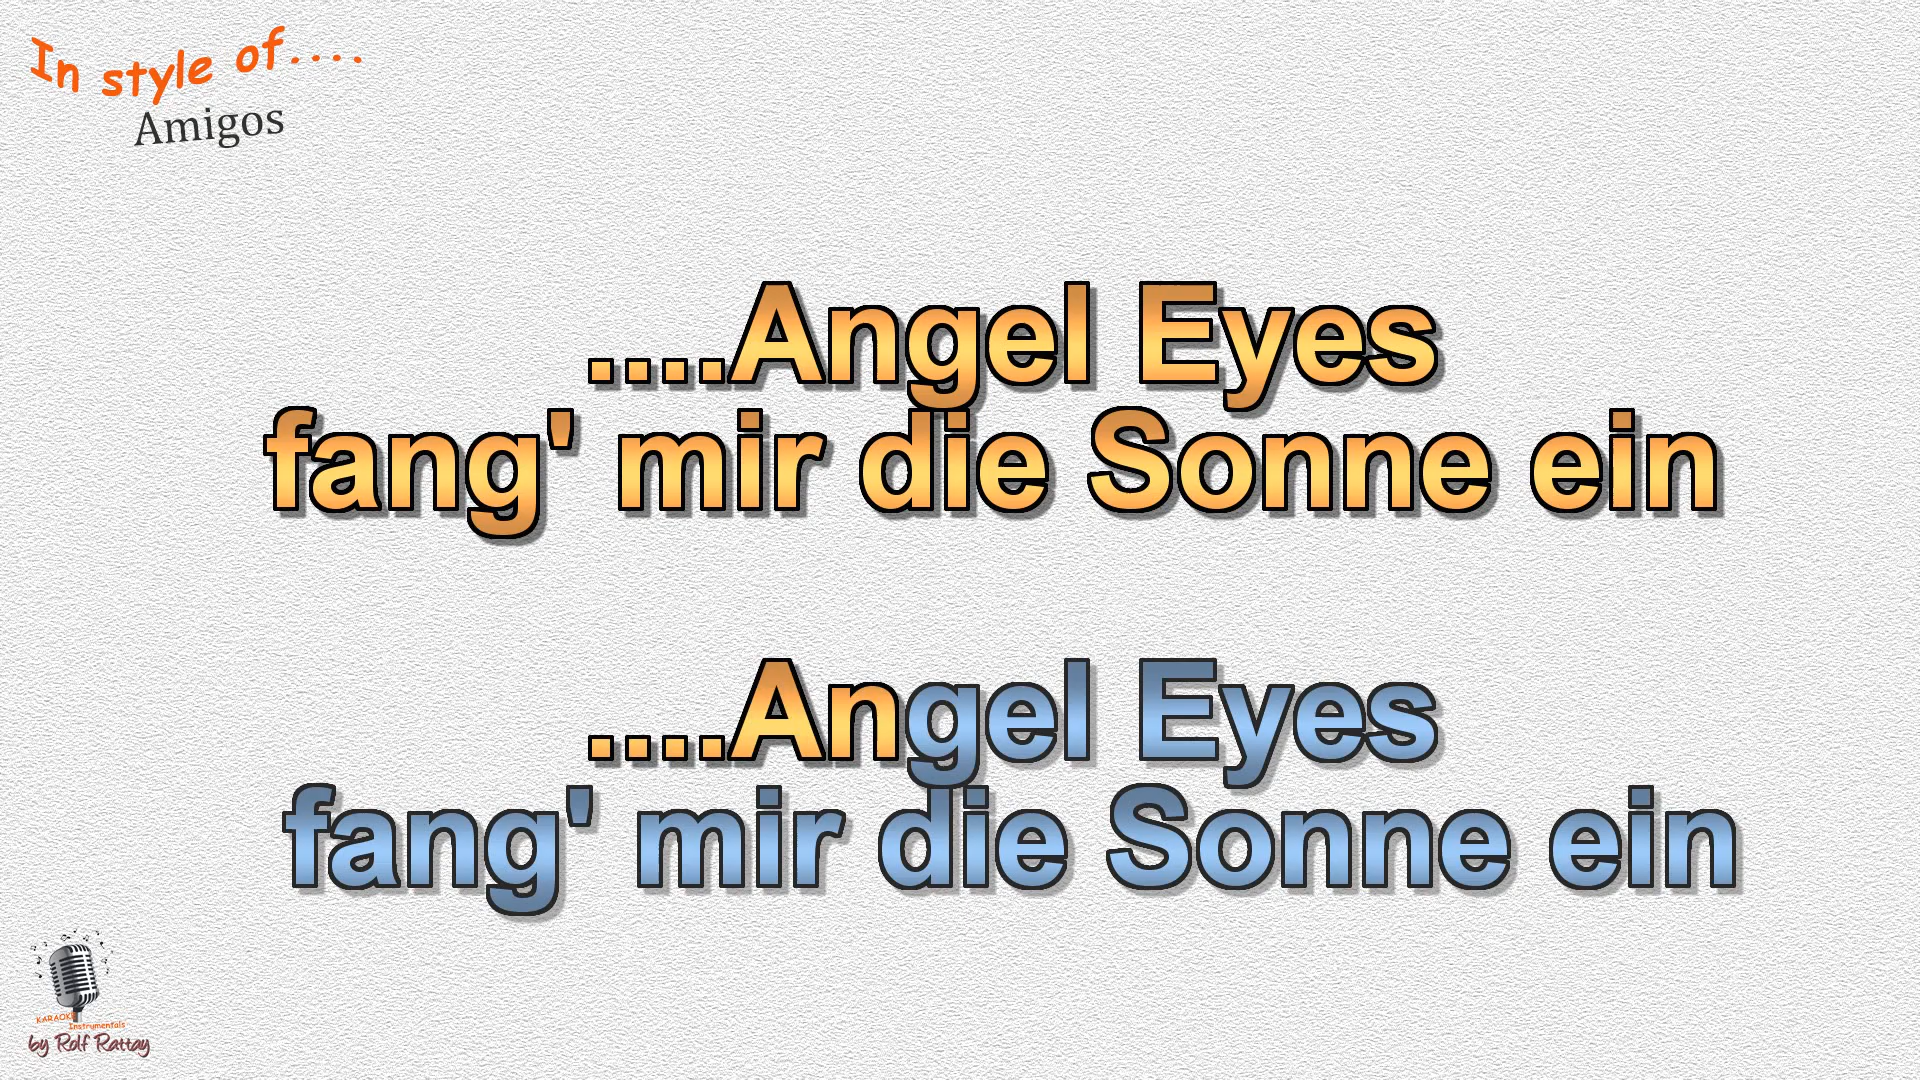 In style of....
Amigos
....Angel Eyes
fang' mir die Sonne ein
....Angel Eyes
fang' mir die Sonne ein
KARAOKE
Instrumentals
by Rolf Rattay